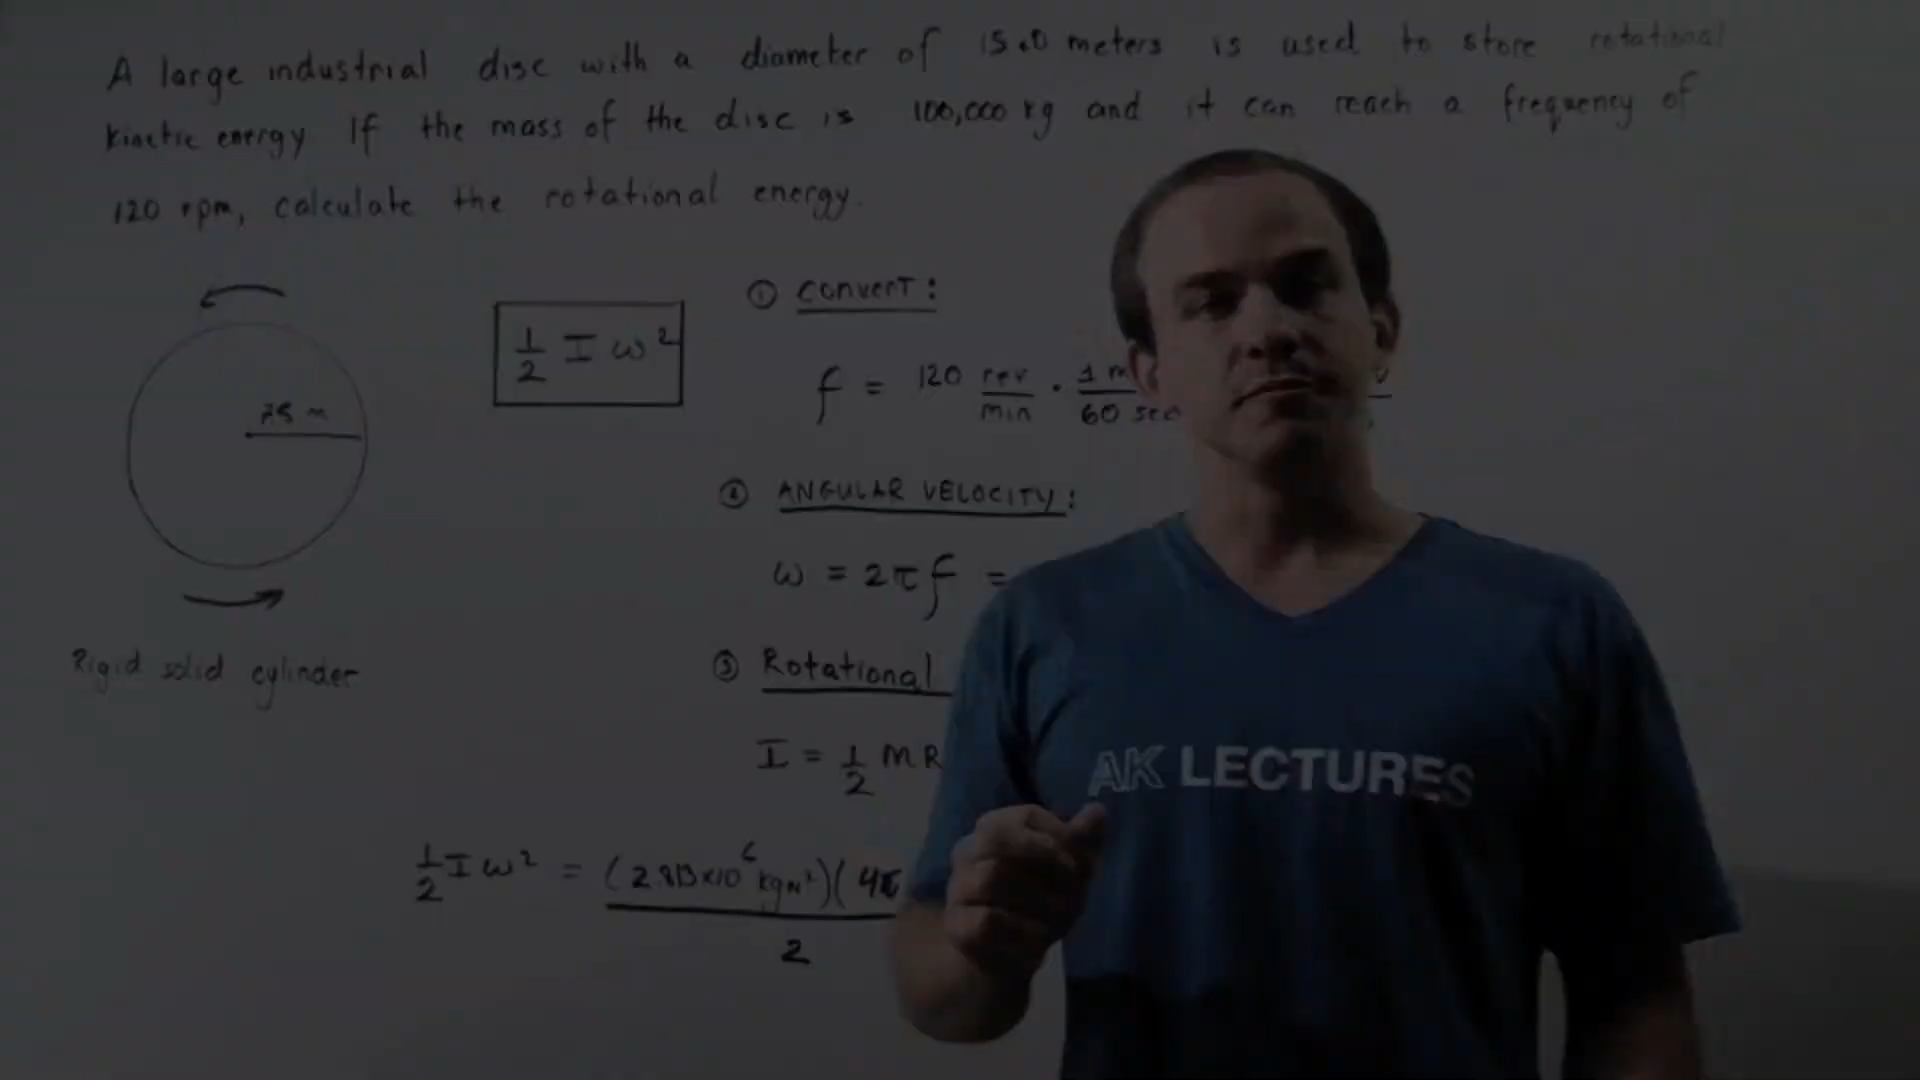 A large industrial disc with a diameter of 15.0 meters is used to store rotational
kinetic energy. If the mass of the disc is 100,000 kg and it can reach a frequency of
120 rpm, calculate the rotational energy.
7.5 m
Rigid solid cylinder
1/2 I ω²
① CONVERT:
f = 120 rev/min · 1 m / 60 sec
② ANGULAR VELOCITY:
ω = 2πf =
③ Rotational
I = 1/2 MR
1/2 I ω² = (2.813×10⁶ kgm²)(4π / 2
AK LECTURES